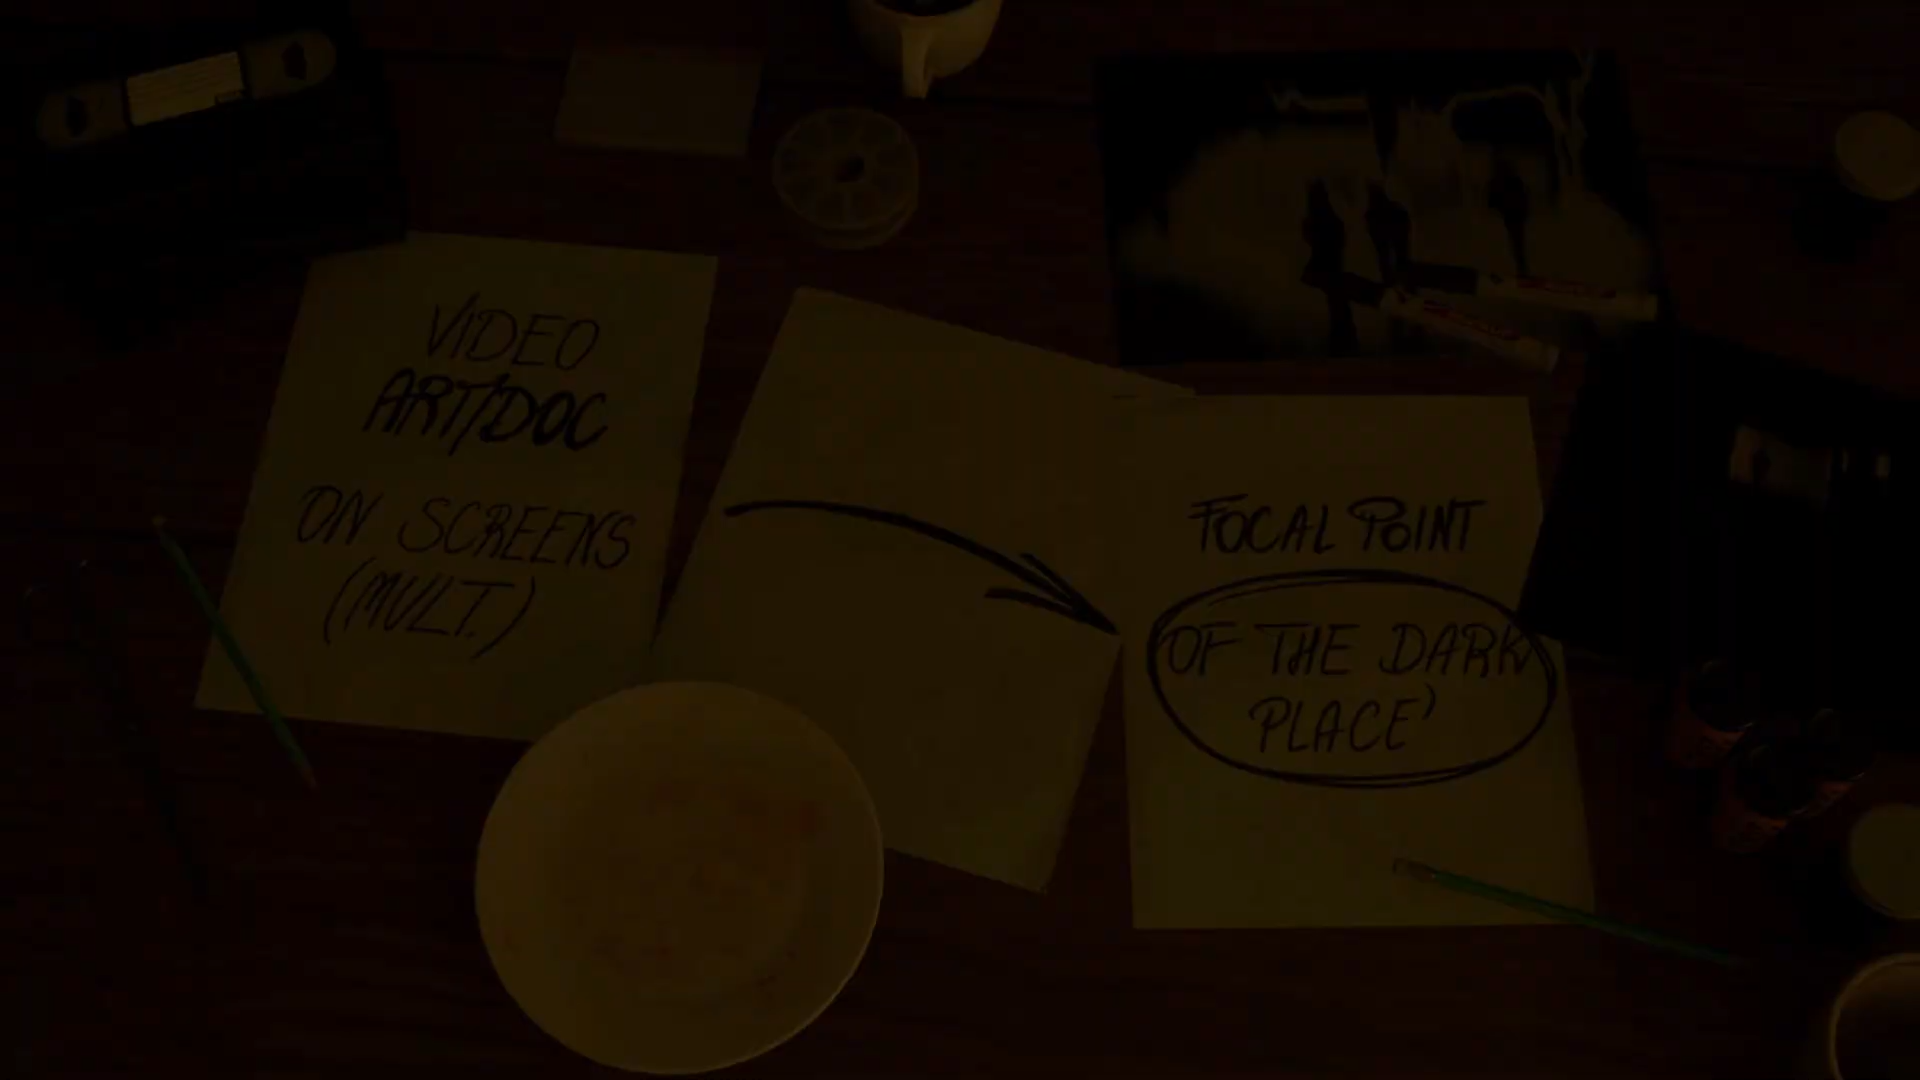 VIDEO
ART/DOC
ON SCREENS
(MULT.)
FOCAL POINT
OF THE DARK
PLACE'